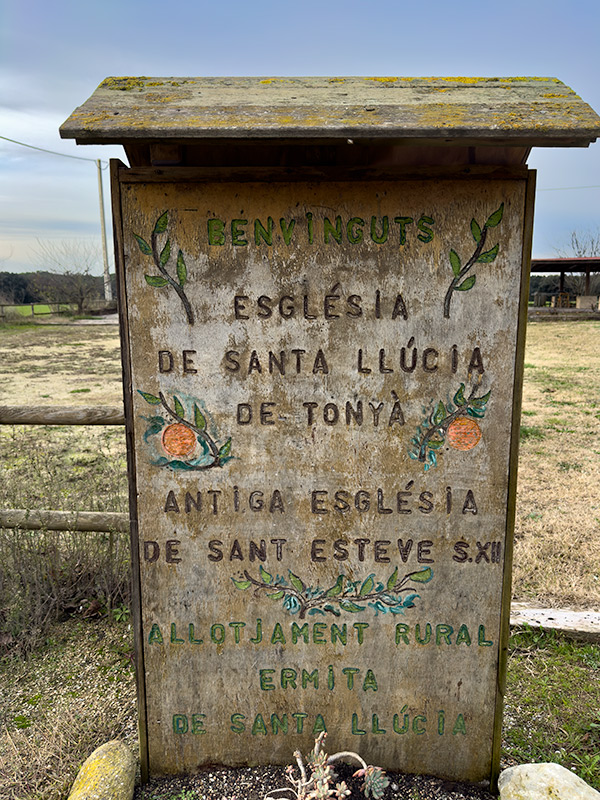 BENVINGUTS
ESGLÉSIA
DE SANTA LLÚCIA
DE TONYÀ
ANTIGA ESGLÉSIA
DE SANT ESTEVE S.XII
ALLOTJAMENT RURAL
ERMITA
DE SANTA LLÚCIA